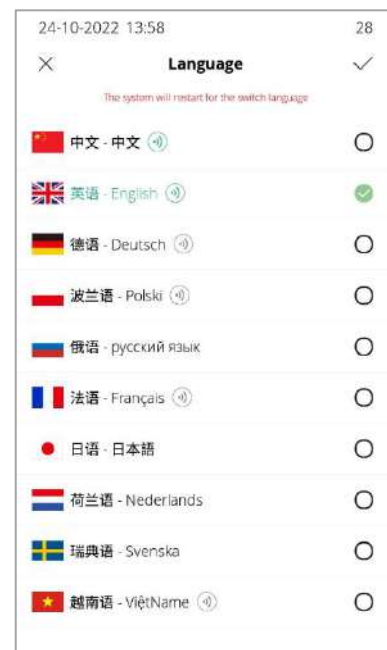 24-10-2022 13:58 28
Language
The system will restart for the switch language
中文 - 中文
英语 - English
德语 - Deutsch
波兰语 - Polski
俄语 - русский язык
法语 - Français
日语 - 日本語
荷兰语 - Nederlands
瑞典语 - Svenska
越南语 - ViệtName